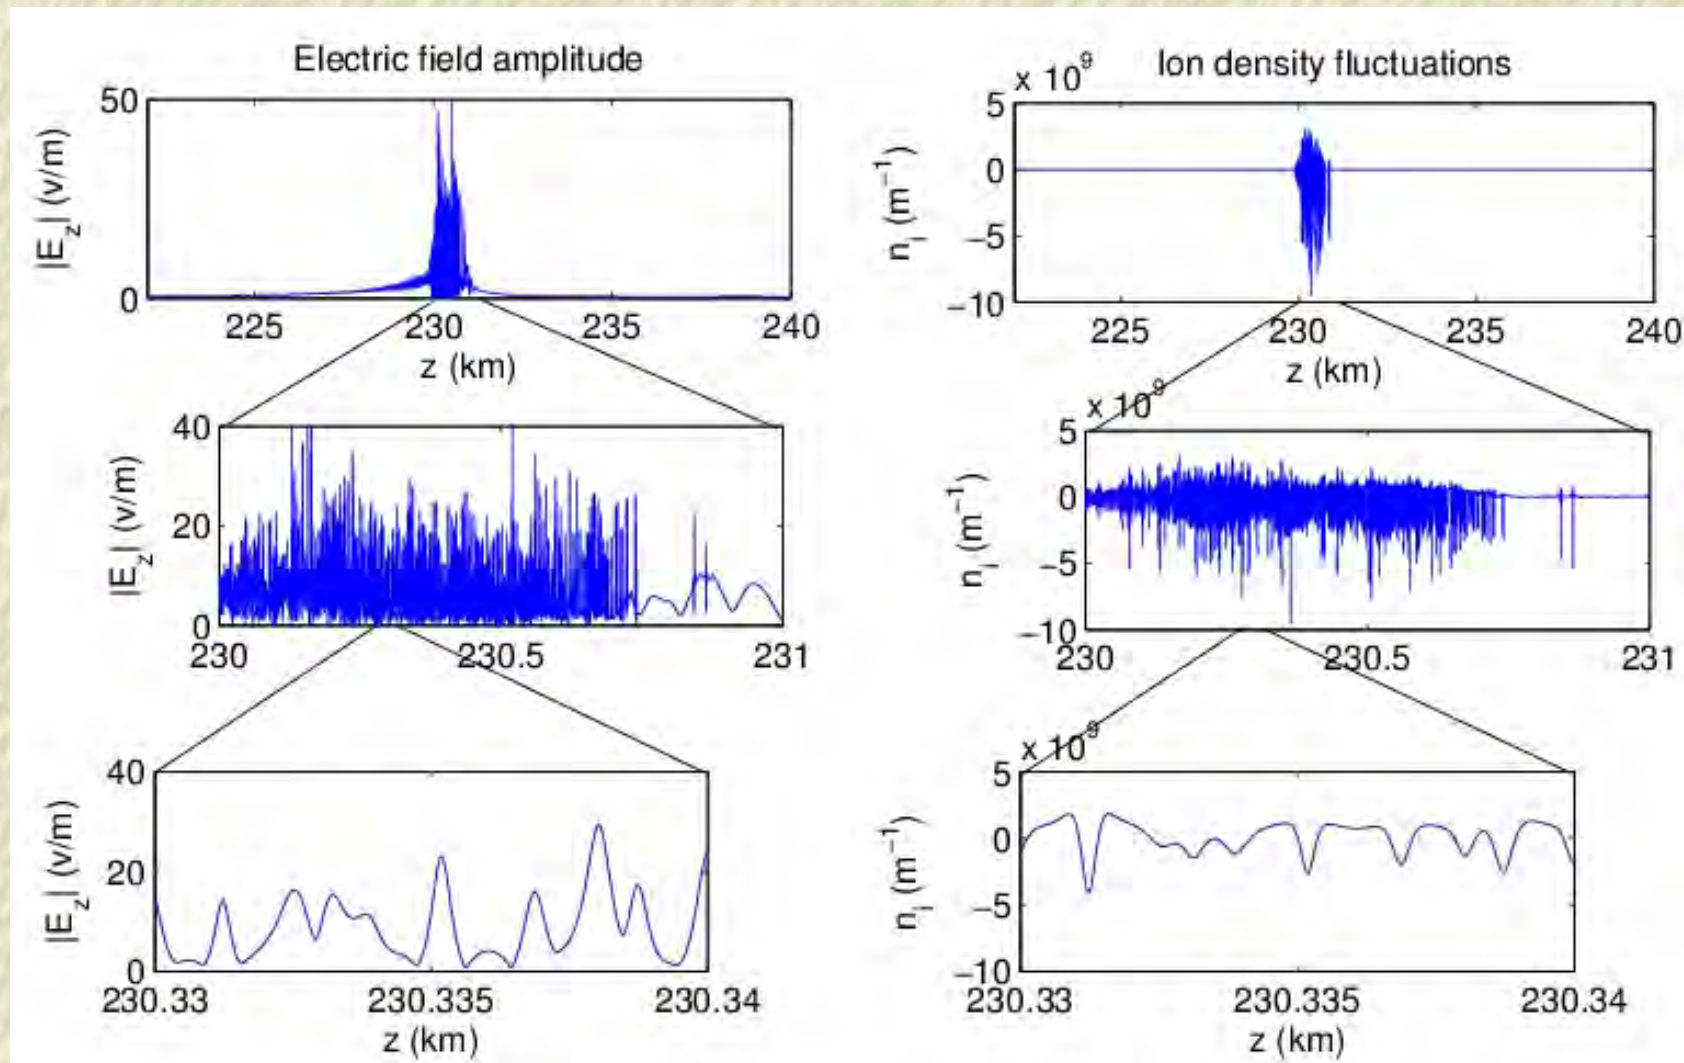 Electric field amplitude
50
0
|E_z| (v/m)
225 230 235 240
z (km)
Ion density fluctuations
x 10^9
5
0
−5
−10
n_i (m^−1)
225 230 235 240
z (km)
40
20
0
|E_z| (v/m)
230 230.5 231
x 10^9
5
0
−5
−10
n_i (m^−1)
230 230.5 231
40
20
0
|E_z| (v/m)
230.33 230.335 230.34
z (km)
x 10^9
5
0
−5
−10
n_i (m^−1)
230.33 230.335 230.34
z (km)